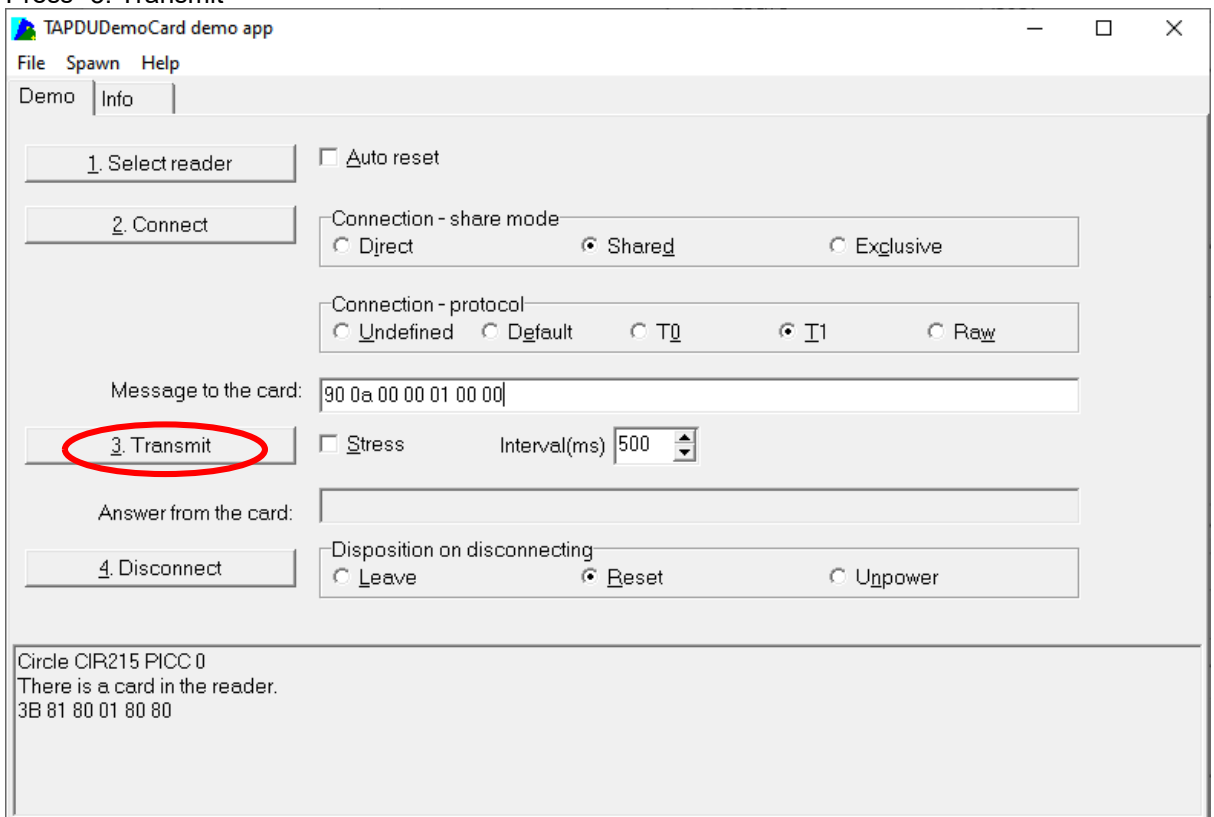 Press "3. Transmit"
TAPDUDemoCard demo app
File Spawn Help
Demo Info
1. Select reader
Auto reset
2. Connect
Connection - share mode
Direct Shared Exclusive
Connection - protocol
Undefined Default T0 T1 Raw
Message to the card: 90 0a 00 00 01 00 00
3. Transmit
Stress Interval(ms) 500
Answer from the card:
4. Disconnect
Disposition on disconnecting
Leave Reset Unpower
Circle CIR215 PICC 0
There is a card in the reader.
3B 81 80 01 80 80